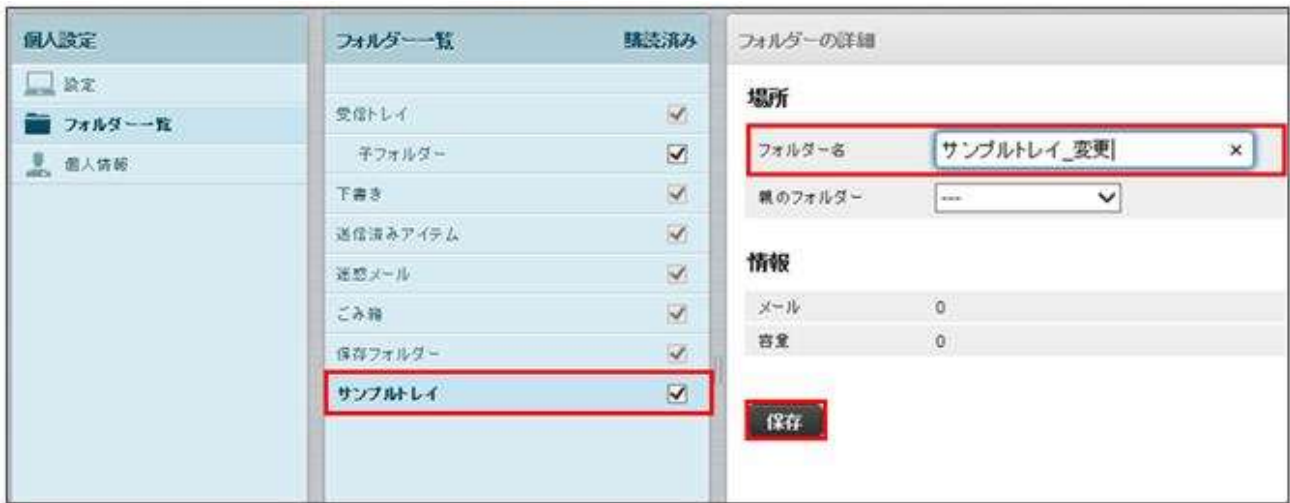 個人設定
設定
フォルダー一覧
個人情報
フォルダー一覧 購読済み
受信トレイ
子フォルダー
下書き
送信済みアイテム
迷惑メール
ごみ箱
保存フォルダー
サンプルトレイ
フォルダーの詳細
場所
フォルダー名 サンプルトレイ_変更 ×
親のフォルダー ---
情報
メール 0
容量 0
保存